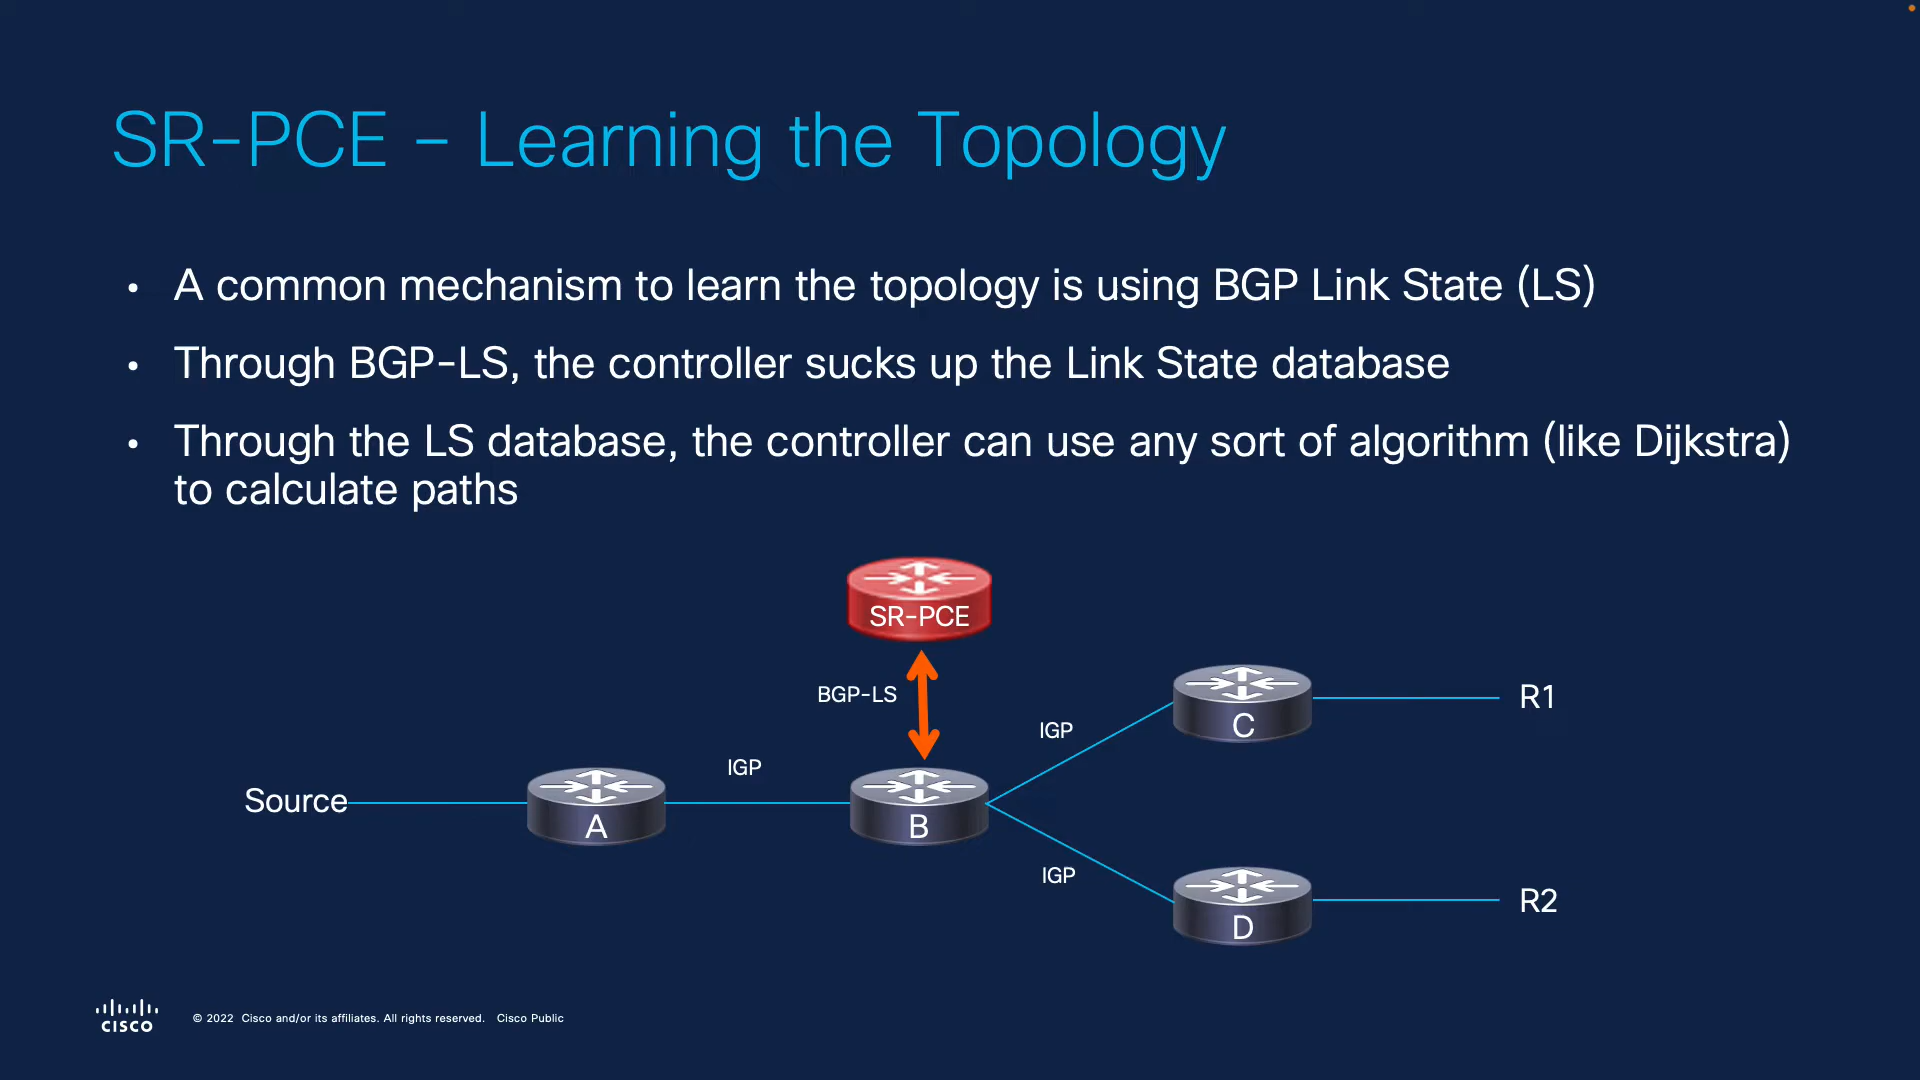 SR-PCE – Learning the Topology
• A common mechanism to learn the topology is using BGP Link State (LS)
• Through BGP-LS, the controller sucks up the Link State database
• Through the LS database, the controller can use any sort of algorithm (like Dijkstra)
to calculate paths
SR-PCE
BGP-LS
C
R1
IGP
IGP
Source
A
B
IGP
D
R2
CISCO
© 2022 Cisco and/or its affiliates. All rights reserved. Cisco Public